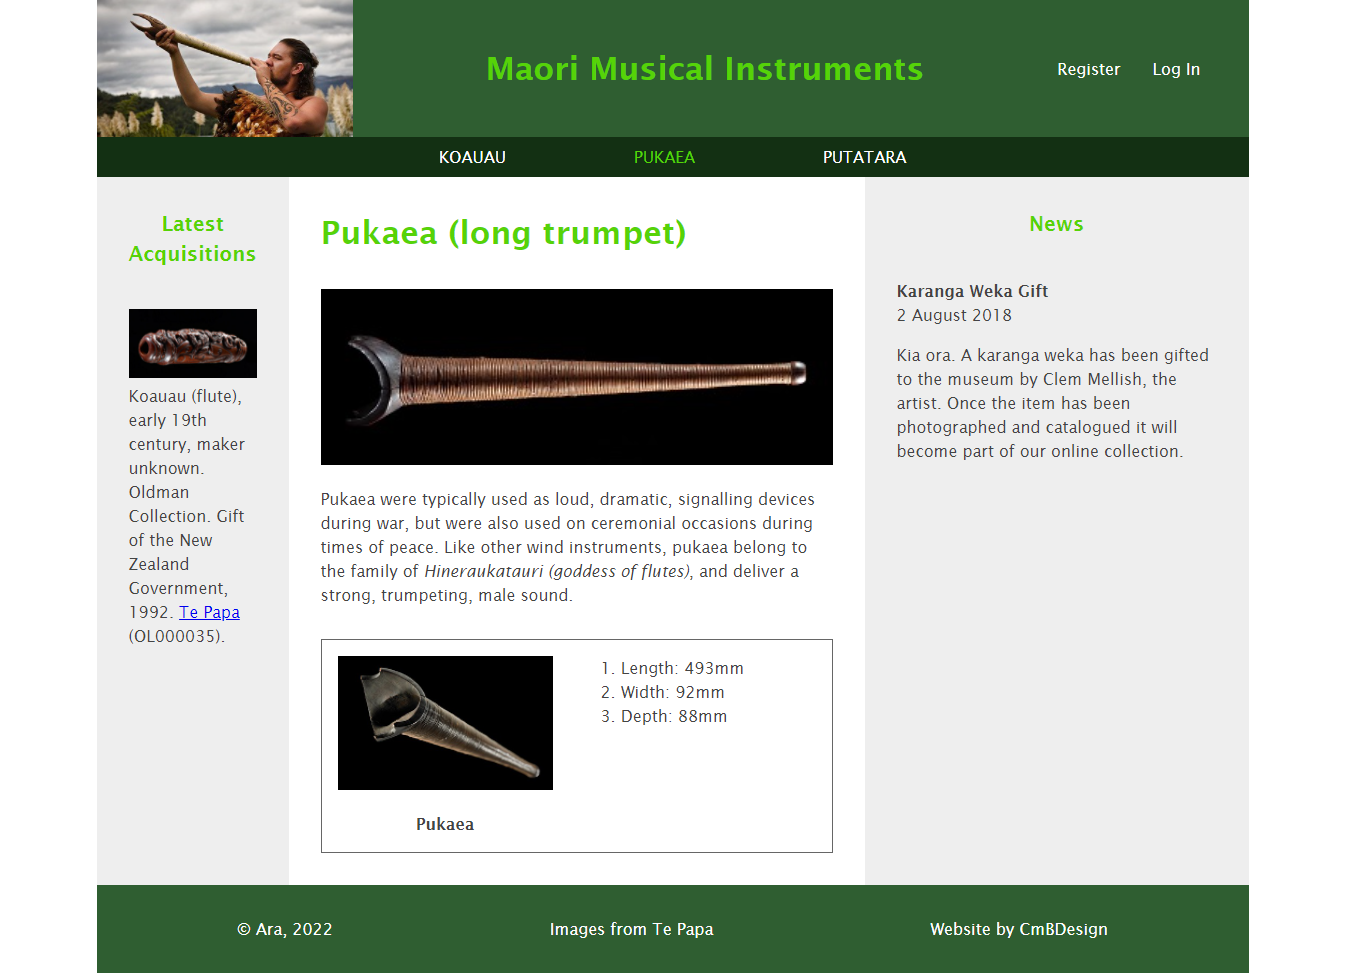 Maori Musical Instruments
Register
Log In
KOAUAU
PUKAEA
PUTATARA
Latest
Acquisitions
Koauau (flute),
early 19th
century, maker
unknown.
Oldman
Collection. Gift
of the New
Zealand
Government,
1992. Te Papa
(OL000035).
Pukaea (long trumpet)
Pukaea were typically used as loud, dramatic, signalling devices
during war, but were also used on ceremonial occasions during
times of peace. Like other wind instruments, pukaea belong to
the family of Hineraukatauri (goddess of flutes), and deliver a
strong, trumpeting, male sound.
Pukaea
1. Length: 493mm
2. Width: 92mm
3. Depth: 88mm
News
Karanga Weka Gift
2 August 2018
Kia ora. A karanga weka has been gifted
to the museum by Clem Mellish, the
artist. Once the item has been
photographed and catalogued it will
become part of our online collection.
© Ara, 2022
Images from Te Papa
Website by CmBDesign